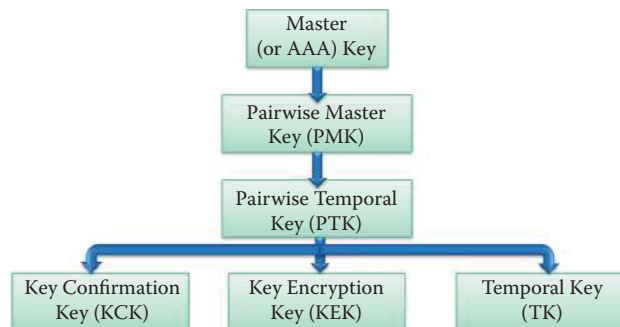 Master
(or AAA) Key
Pairwise Master
Key (PMK)
Pairwise Temporal
Key (PTK)
Key Confirmation
Key (KCK)
Key Encryption
Key (KEK)
Temporal Key
(TK)